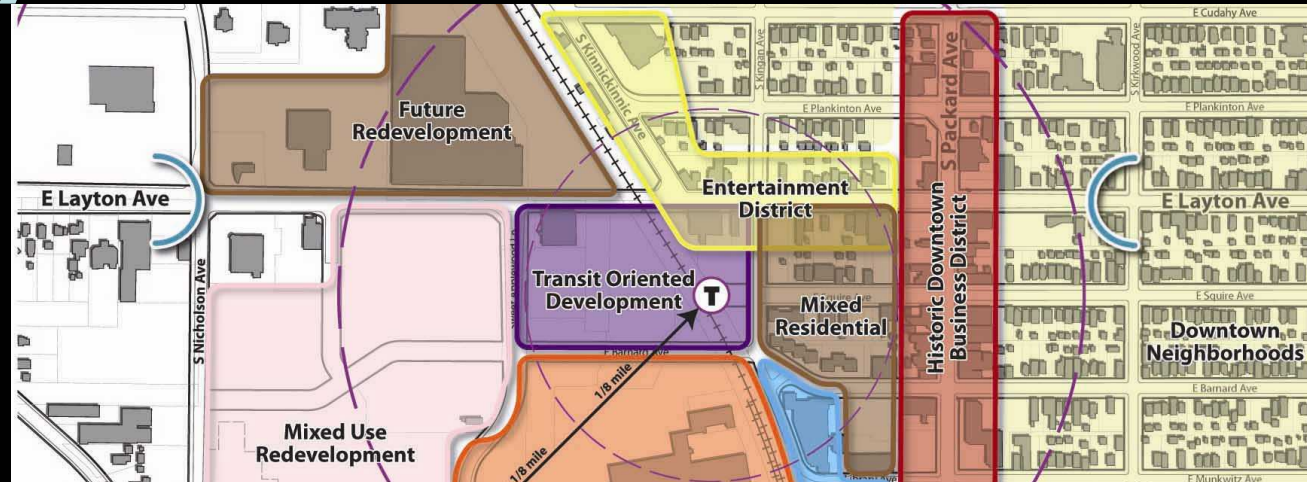 E Cudahy Ave
S Kinnickinnic Ave
S Kingan Ave
S Packard Ave
S Kirkwood Ave
Future
Redevelopment
E Plankinton Ave
E Plankinton Ave
E Layton Ave
Entertainment
District
E Layton Ave
S Nicholson Ave
Transit Oriented
Development
T
E Squire Ave
Mixed
Residential
Historic Downtown
Business District
E Squire Ave
Downtown
Neighborhoods
E Barnard Ave
1/8 mile
E Barnard Ave
Mixed Use
Redevelopment
1/8 mile
E Munkwitz Ave